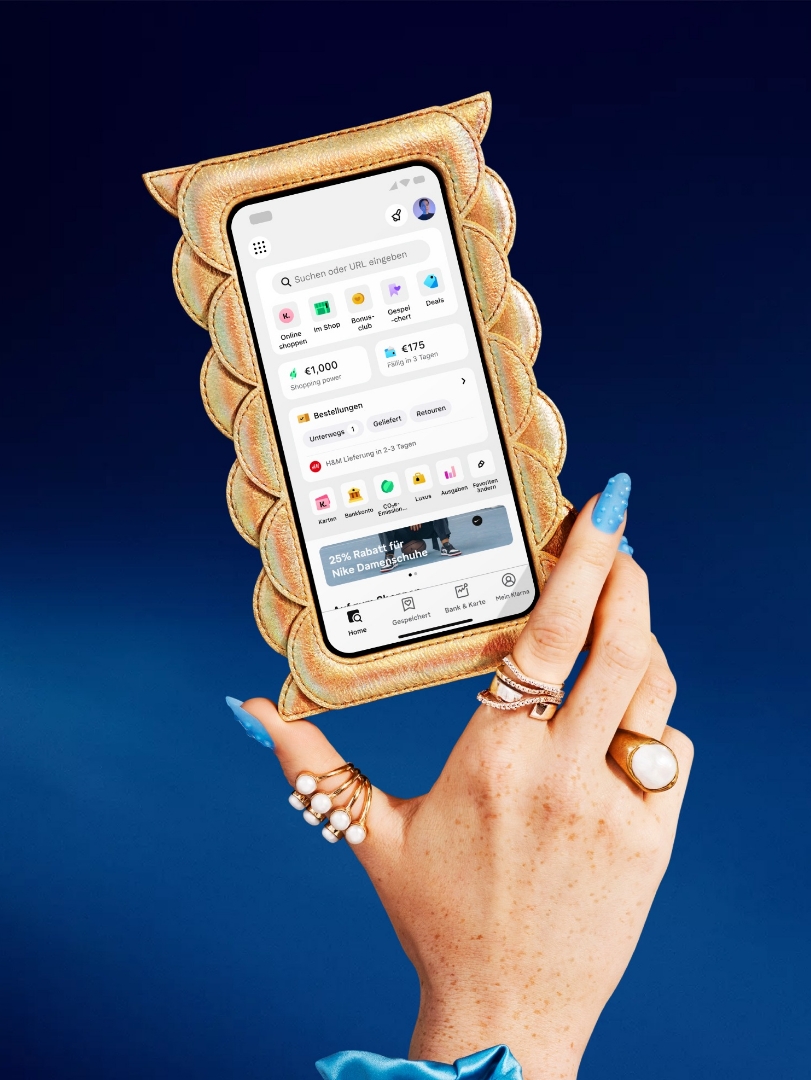 Suchen oder URL eingeben
K.
Online
shoppen
Im Shop
Bonus-
club
Gespei
-chert
Deals
€1,000
Shopping power
€175
Fällig in 3 Tagen
Bestellungen
Unterwegs 1
Geliefert
Retouren
H&M Lieferung in 2-3 Tagen
K.
Karten
Bankkonto
CO₂e-
Emission...
Luxus
Ausgaben
Favoriten
ändern
25% Rabatt für
Nike Damenschuhe
Home
Gespeichert
Bank & Karte
Mein Klarna